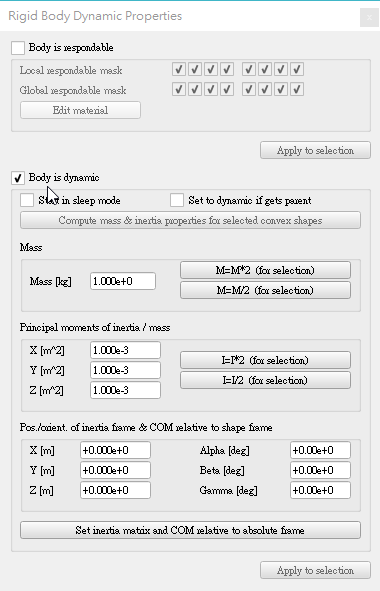 Rigid Body Dynamic Properties
Body is respondable
Local respondable mask
Global respondable mask
Edit material
Apply to selection
Body is dynamic
in sleep mode Set to dynamic if gets parent
Compute mass & inertia properties for selected convex shapes
Mass
Mass [kg] 1.000e+0 M=M*2 (for selection)
M=M/2 (for selection)
Principal moments of inertia / mass
X [m^2] 1.000e-3
Y [m^2] 1.000e-3
Z [m^2] 1.000e-3
I=I*2 (for selection)
I=I/2 (for selection)
Pos./orient. of inertia frame & COM relative to shape frame
X [m] +0.000e+0 Alpha [deg] +0.00e+0
Y [m] +0.000e+0 Beta [deg] +0.00e+0
Z [m] +0.000e+0 Gamma [deg] +0.00e+0
Set inertia matrix and COM relative to absolute frame
Apply to selection